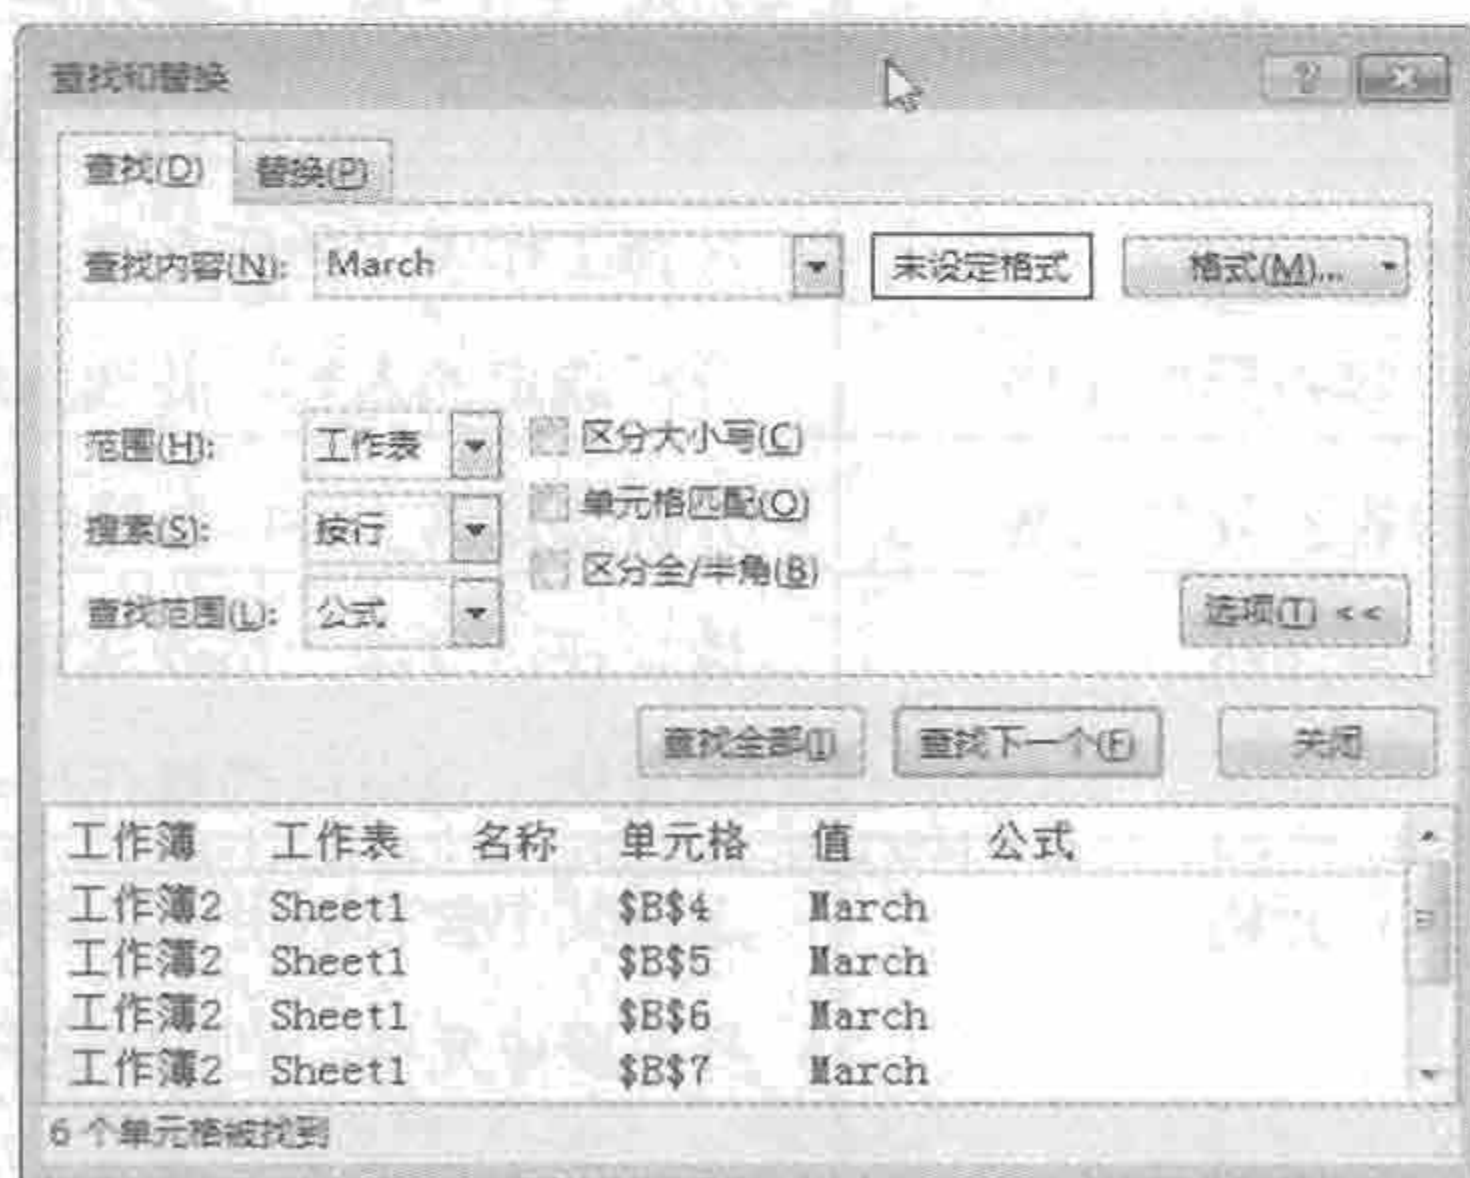 查找和替换
查找(D) 替换(P)
查找内容(N): March 未设定格式 格式(M)...
范围(H): 工作表 区分大小写(C)
搜索(S): 按行 单元格匹配(O)
区分全/半角(B)
查找范围(L): 公式 选项(T) <<
查找全部(I) 查找下一个(F) 关闭
工作簿 工作表 名称 单元格 值 公式
工作簿2 Sheet1 $B$4 March
工作簿2 Sheet1 $B$5 March
工作簿2 Sheet1 $B$6 March
工作簿2 Sheet1 $B$7 March
6 个单元格被找到